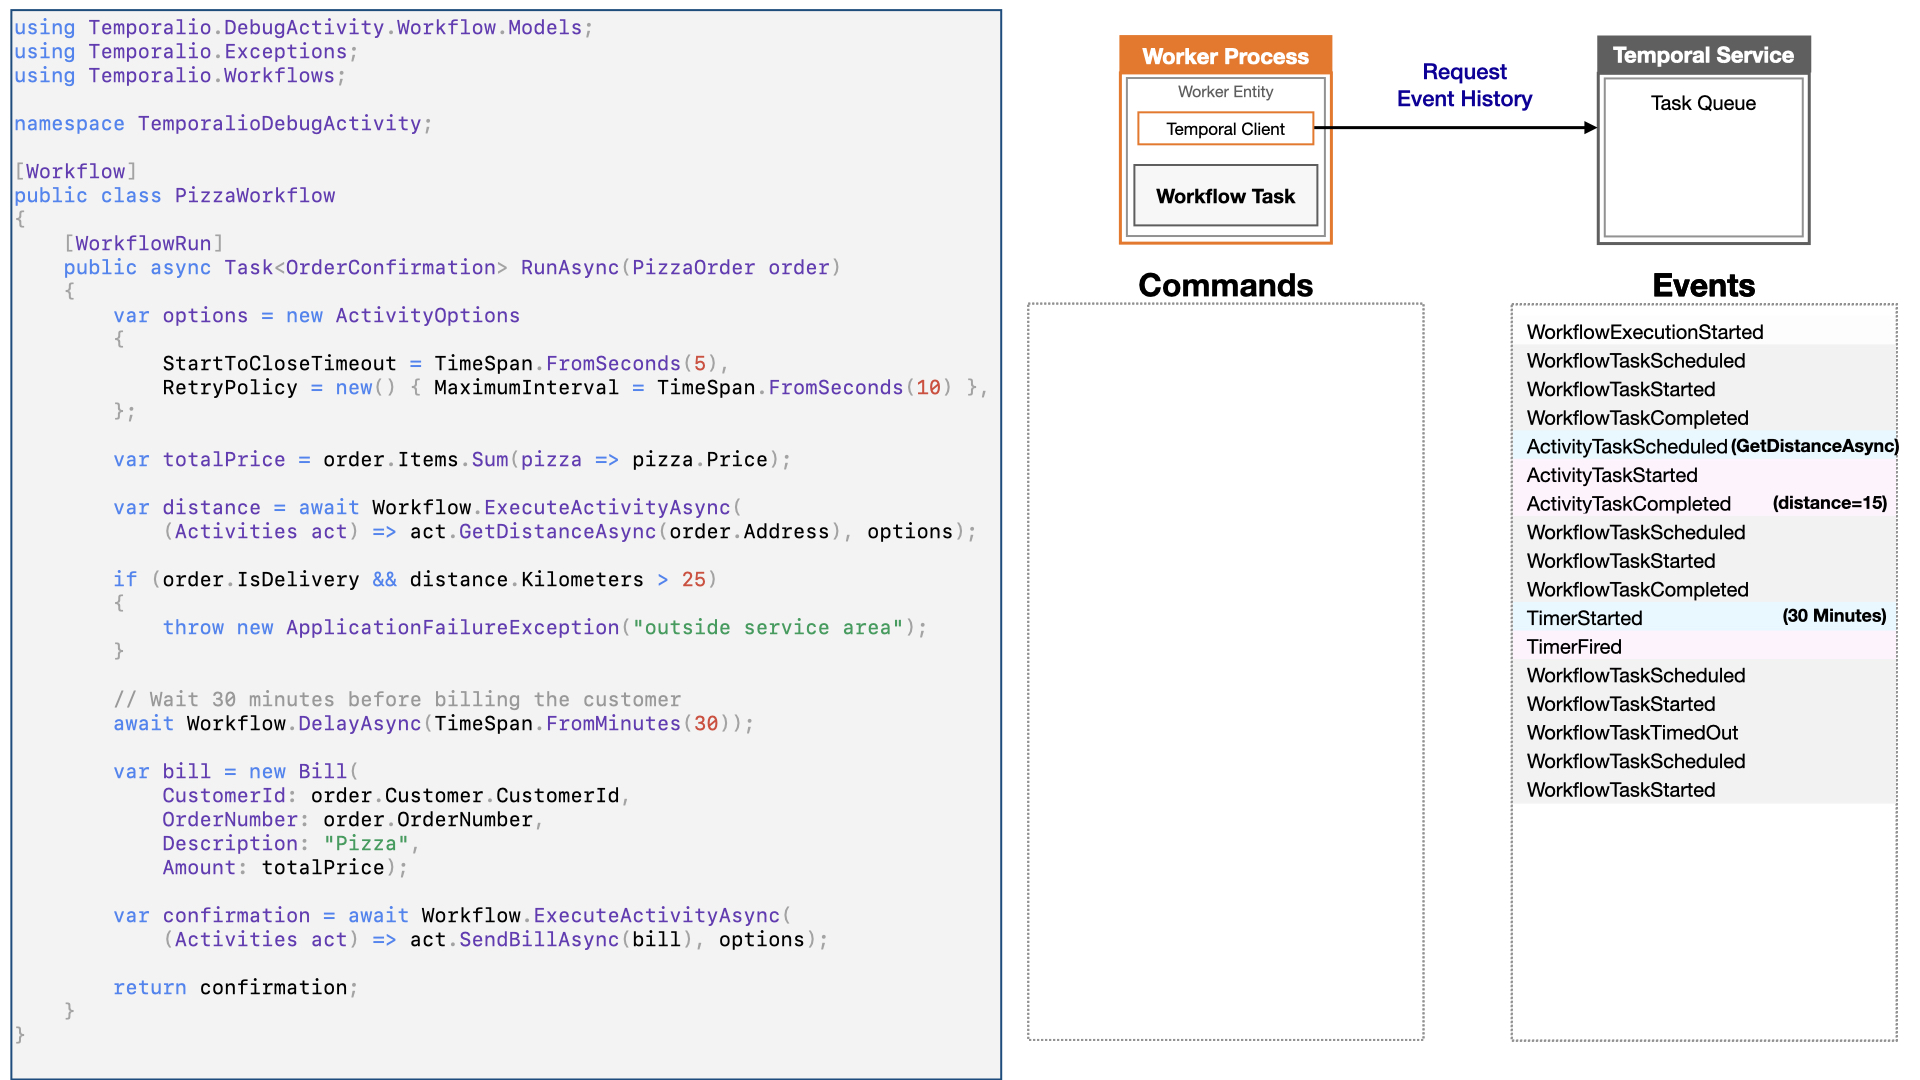 using Temporalio.DebugActivity.Workflow.Models;
using Temporalio.Exceptions;
using Temporalio.Workflows;

namespace TemporalioDebugActivity;

[Workflow]
public class PizzaWorkflow
{
    [WorkflowRun]
    public async Task<OrderConfirmation> RunAsync(PizzaOrder order)
    {
        var options = new ActivityOptions
        {
            StartToCloseTimeout = TimeSpan.FromSeconds(5),
            RetryPolicy = new() { MaximumInterval = TimeSpan.FromSeconds(10) },
        };

        var totalPrice = order.Items.Sum(pizza => pizza.Price);

        var distance = await Workflow.ExecuteActivityAsync(
            (Activities act) => act.GetDistanceAsync(order.Address), options);

        if (order.IsDelivery && distance.Kilometers > 25)
        {
            throw new ApplicationFailureException("outside service area");
        }

        // Wait 30 minutes before billing the customer
        await Workflow.DelayAsync(TimeSpan.FromMinutes(30));

        var bill = new Bill(
            CustomerId: order.Customer.CustomerId,
            OrderNumber: order.OrderNumber,
            Description: "Pizza",
            Amount: totalPrice);

        var confirmation = await Workflow.ExecuteActivityAsync(
            (Activities act) => act.SendBillAsync(bill), options);

        return confirmation;
    }
}
Worker Process
Worker Entity
Temporal Client
Workflow Task
Request
Event History
Temporal Service
Task Queue
Commands
Events
WorkflowExecutionStarted
WorkflowTaskScheduled
WorkflowTaskStarted
WorkflowTaskCompleted
ActivityTaskScheduled (GetDistanceAsync)
ActivityTaskStarted
ActivityTaskCompleted (distance=15)
WorkflowTaskScheduled
WorkflowTaskStarted
WorkflowTaskCompleted
TimerStarted (30 Minutes)
TimerFired
WorkflowTaskScheduled
WorkflowTaskStarted
WorkflowTaskTimedOut
WorkflowTaskScheduled
WorkflowTaskStarted